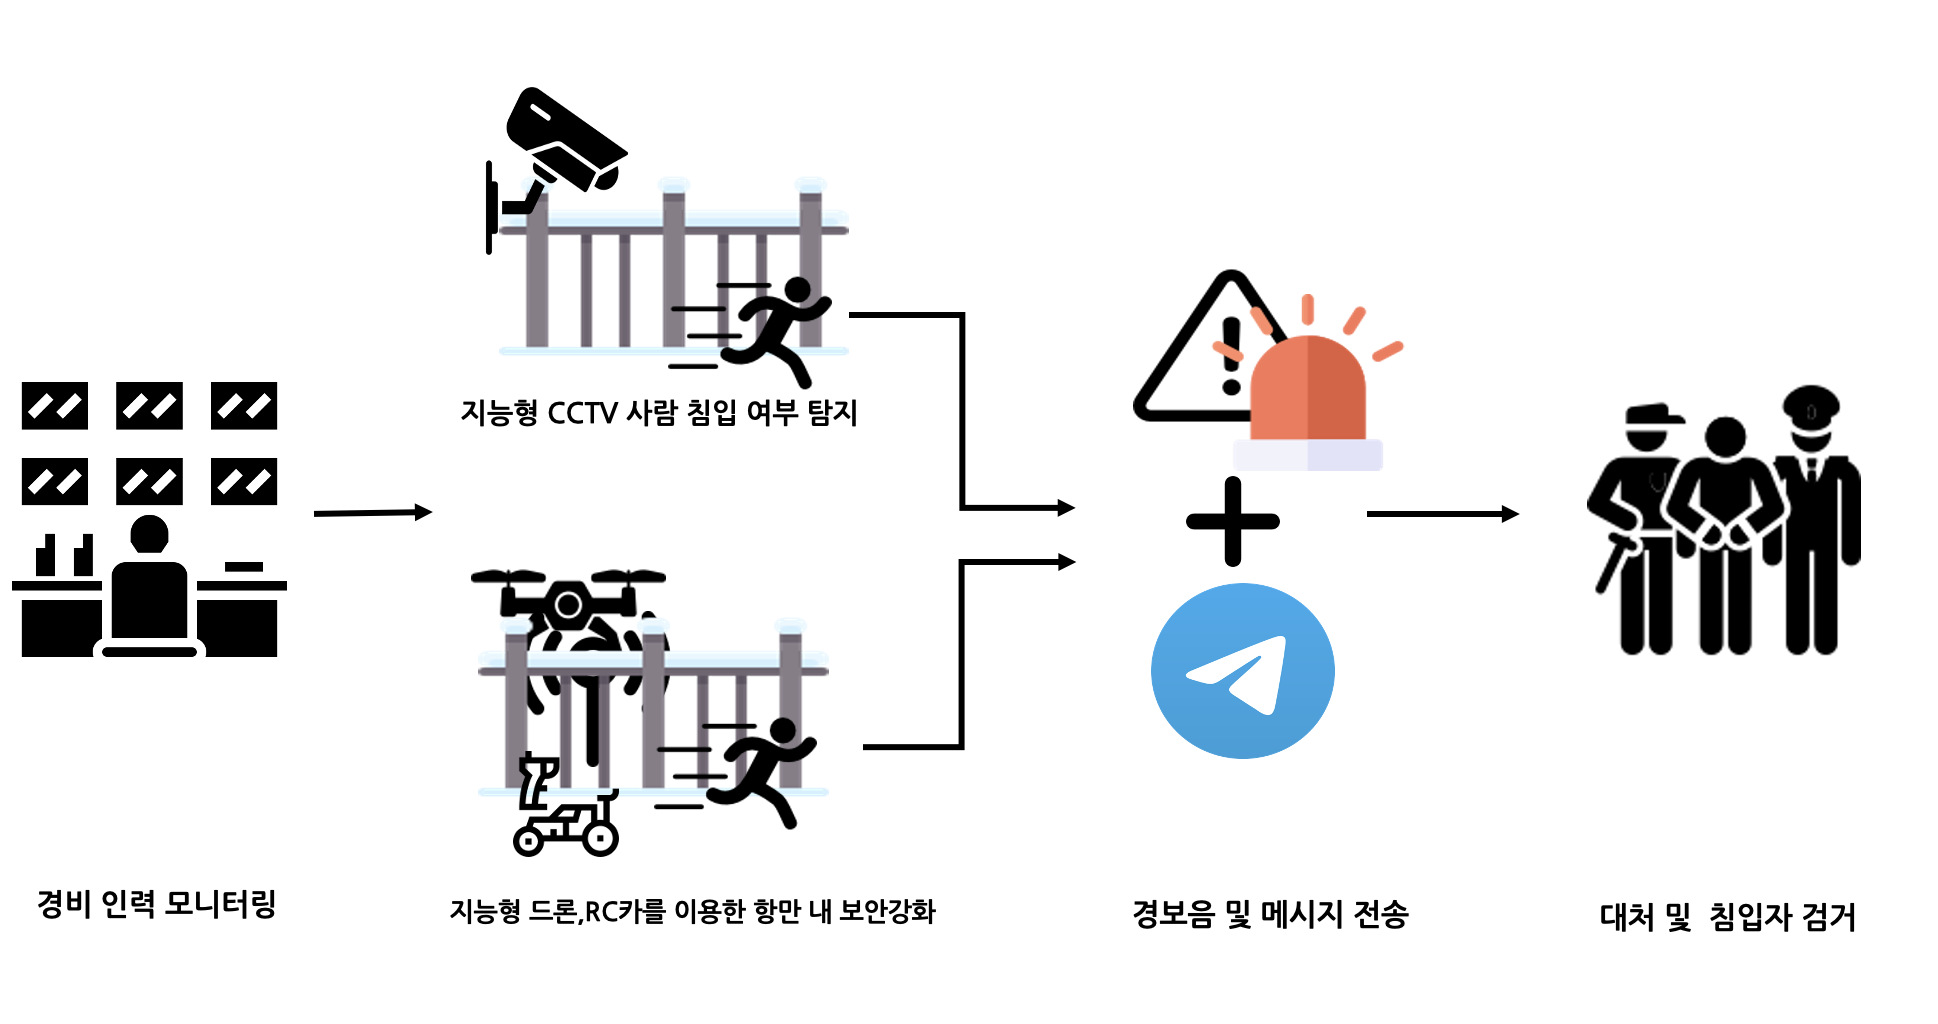 지능형 CCTV 사람 침입 여부 탐지
경비 인력 모니터링
지능형 드론,RC카를 이용한 항만 내 보안강화
경보음 및 메시지 전송
대처 및 침입자 검거